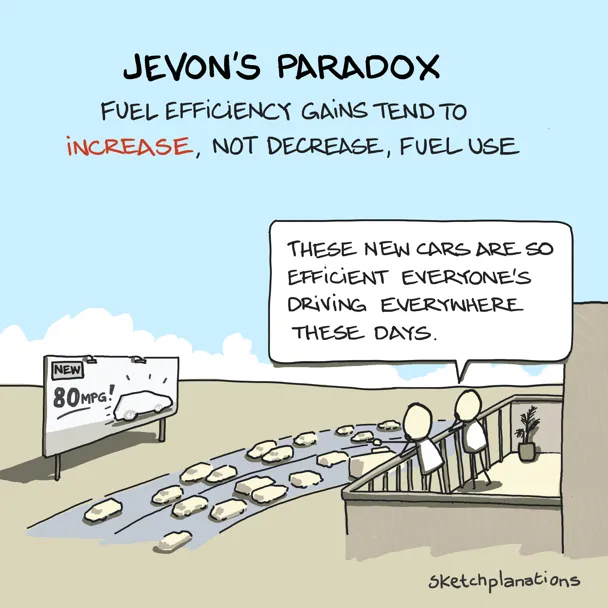 JEVON'S PARADOX
FUEL EFFICIENCY GAINS TEND TO
INCREASE, NOT DECREASE, FUEL USE
THESE NEW CARS ARE SO
EFFICIENT EVERYONE'S
DRIVING EVERYWHERE
THESE DAYS.
NEW
80MPG!
sketchplanations